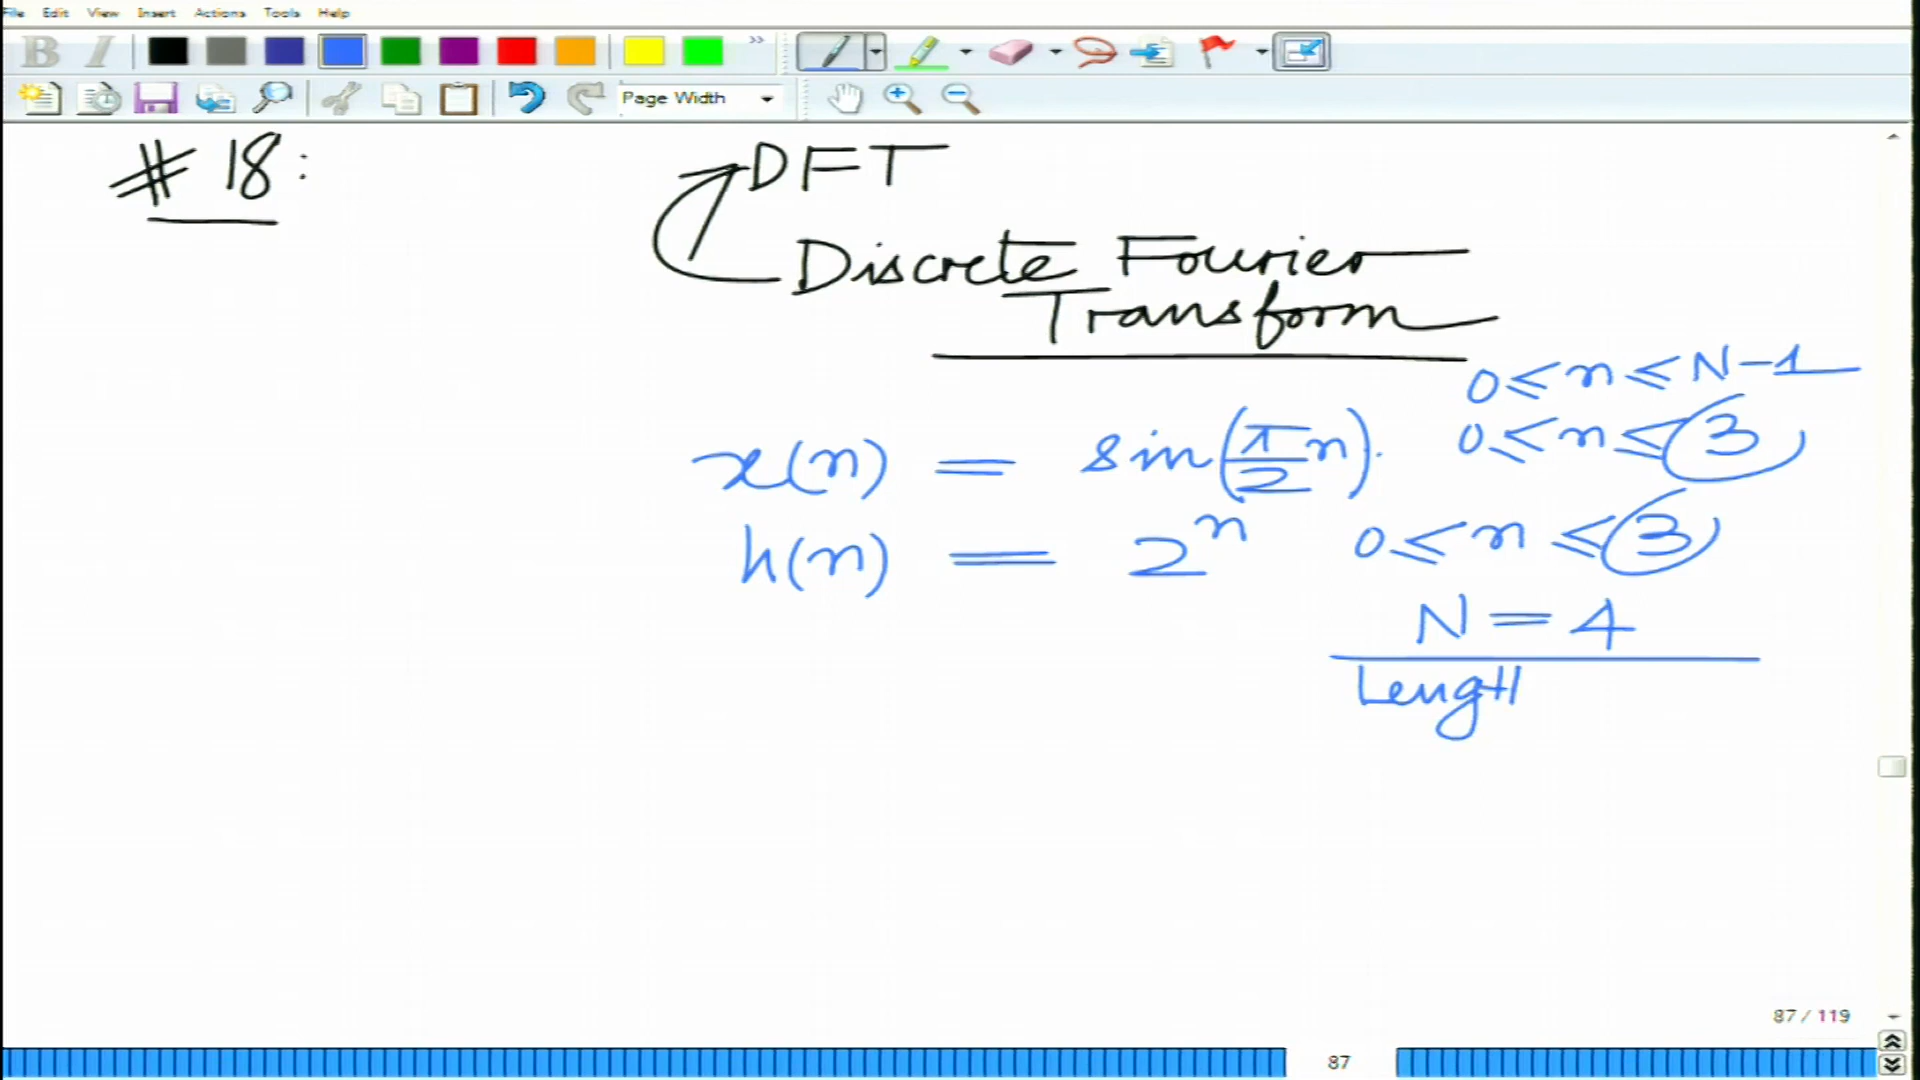 File Edit View Insert Actions Tools Help
B I
Page Width
# 18:
DFT
Discrete Fourier
Transform
0 ≤ n ≤ N-1
x(n) = sin(π/2 n). 0 ≤ n ≤ 3
h(n) = 2^n 0 ≤ n ≤ 3
N = 4
Length
87 / 119
87